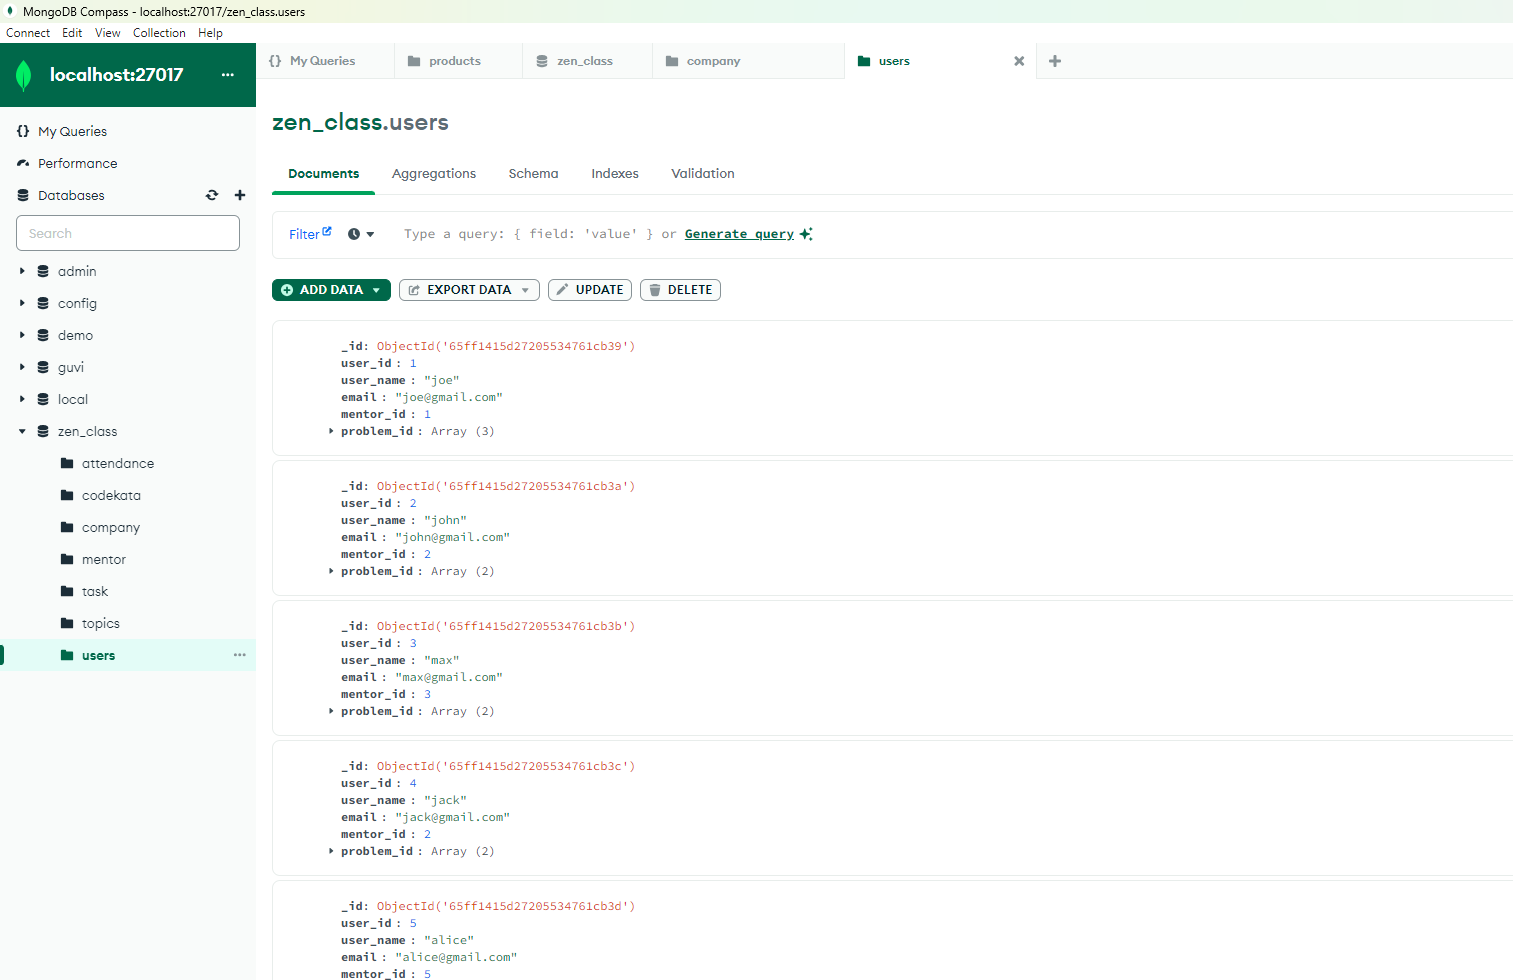 MongoDB Compass - localhost:27017/zen_class.users
Connect Edit View Collection Help
localhost:27017 ...
My Queries
Performance
Databases
Search
admin
config
demo
guvi
local
zen_class
attendance
codekata
company
mentor
task
topics
users ...
{} My Queries products zen_class company users
zen_class.users
Documents Aggregations Schema Indexes Validation
Filter Type a query: { field: 'value' } or Generate query
ADD DATA EXPORT DATA UPDATE DELETE
_id: ObjectId('65ff1415d27205534761cb39')
user_id : 1
user_name : "joe"
email : "joe@gmail.com"
mentor_id : 1
problem_id : Array (3)
_id: ObjectId('65ff1415d27205534761cb3a')
user_id : 2
user_name : "john"
email : "john@gmail.com"
mentor_id : 2
problem_id : Array (2)
_id: ObjectId('65ff1415d27205534761cb3b')
user_id : 3
user_name : "max"
email : "max@gmail.com"
mentor_id : 3
problem_id : Array (2)
_id: ObjectId('65ff1415d27205534761cb3c')
user_id : 4
user_name : "jack"
email : "jack@gmail.com"
mentor_id : 2
problem_id : Array (2)
_id: ObjectId('65ff1415d27205534761cb3d')
user_id : 5
user_name : "alice"
email : "alice@gmail.com"
mentor_id : 5